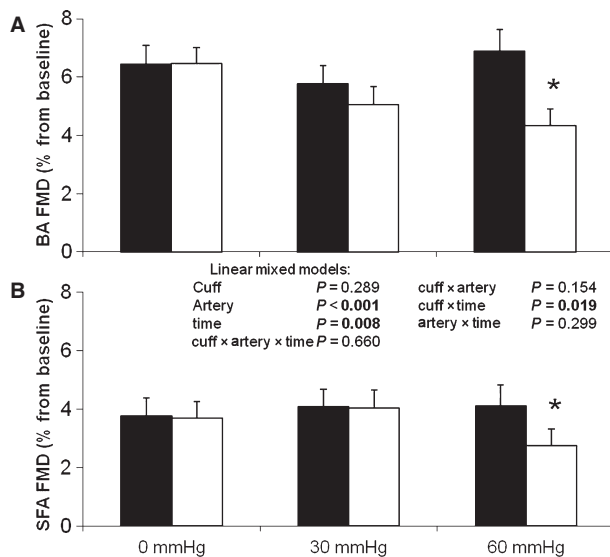 A
8
6
4
2
0
BA FMD (% from baseline)
*
Linear mixed models:
Cuff P = 0.289 cuff × artery P = 0.154
Artery P < 0.001 cuff × time P = 0.019
time P = 0.008 artery × time P = 0.299
cuff × artery × time P = 0.660
B
8
6
4
2
0
SFA FMD (% from baseline)
*
0 mmHg 30 mmHg 60 mmHg